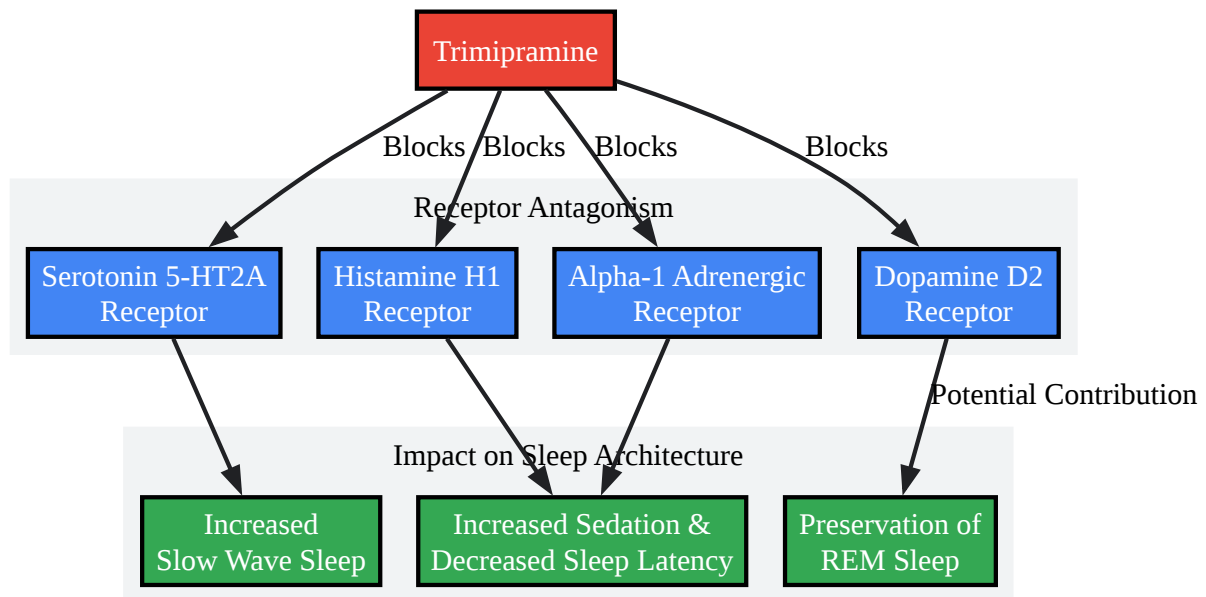 Trimipramine
Blocks Blocks Blocks Blocks
Receptor Antagonism
Serotonin 5-HT2A
Receptor
Histamine H1
Receptor
Alpha-1 Adrenergic
Receptor
Dopamine D2
Receptor
Potential Contribution
Impact on Sleep Architecture
Increased
Slow Wave Sleep
Increased Sedation &
Decreased Sleep Latency
Preservation of
REM Sleep